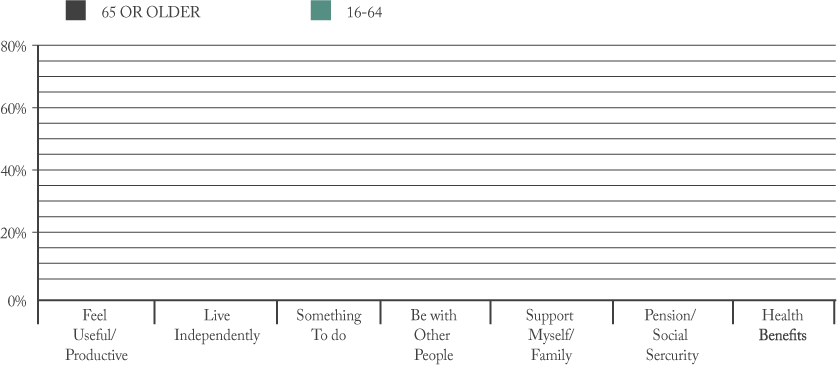 65 OR OLDER
16-64
80%
60%
40%
20%
0%
Feel
Useful/
Productive
Live
Independently
Something
To do
Be with
Other
People
Support
Myself/
Family
Pension/
Social
Sercurity
Health
Benefits